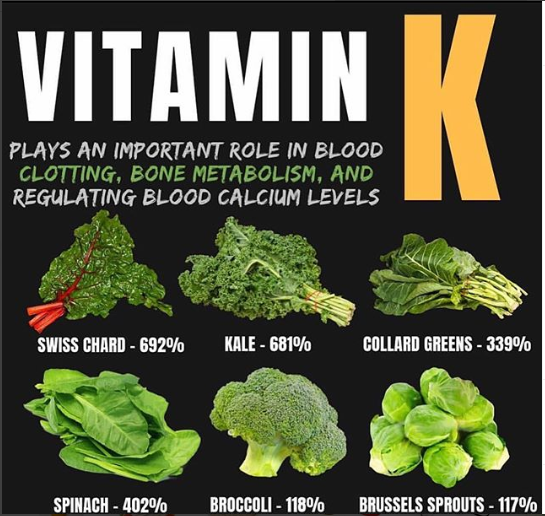 VITAMIN K
PLAYS AN IMPORTANT ROLE IN BLOOD
CLOTTING, BONE METABOLISM, AND
REGULATING BLOOD CALCIUM LEVELS
SWISS CHARD - 692%
KALE - 681%
COLLARD GREENS - 339%
SPINACH - 402%
BROCCOLI - 118%
BRUSSELS SPROUTS - 117%